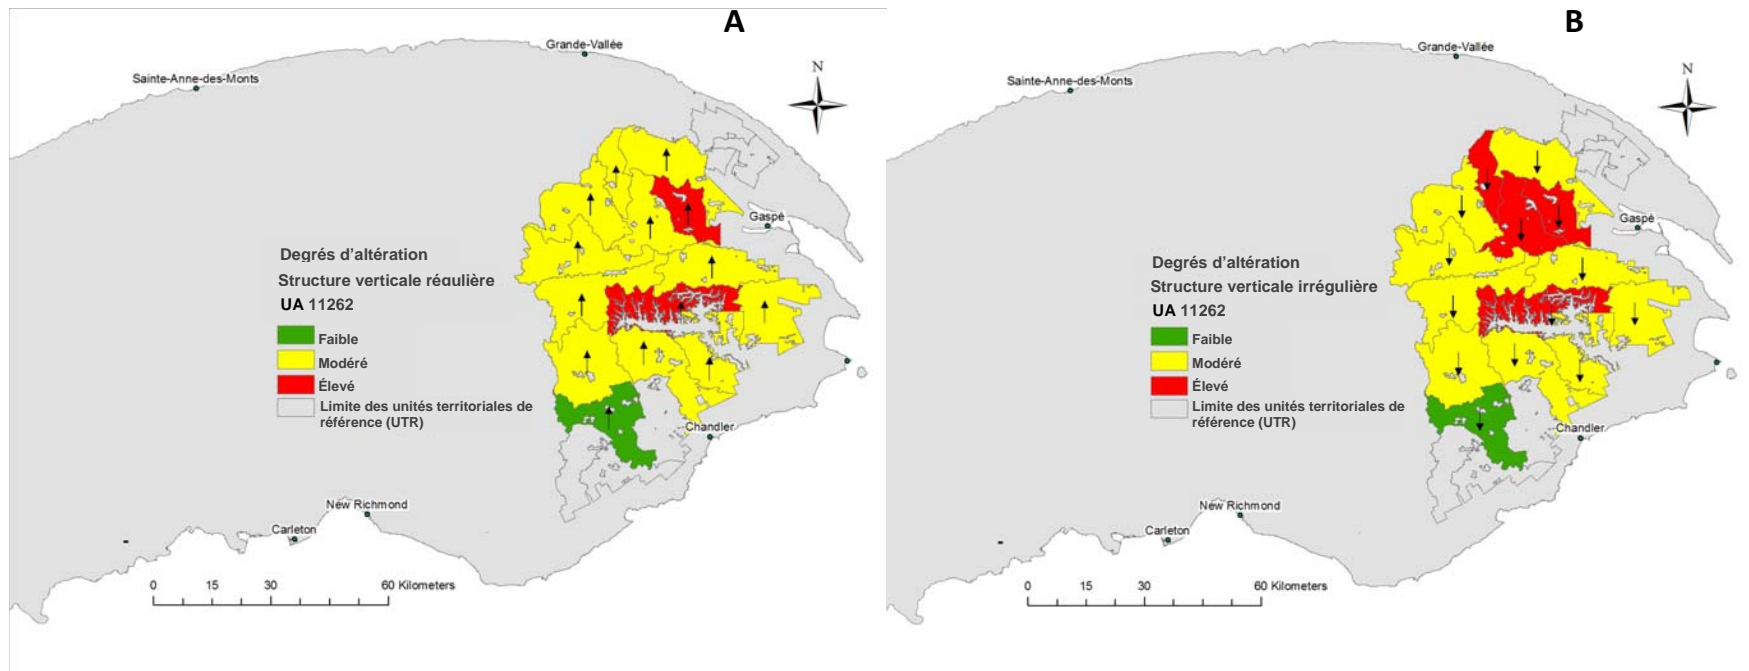 A
Grande-Vallée
Sainte-Anne-des-Monts
N
Gaspé
Degrés d’altération
Structure verticale régulière
UA 11262
Faible
Modéré
Élevé
Limite des unités territoriales de
référence (UTR)
Chandler
New Richmond
Carleton
0 15 30 60 Kilometers
B
Grande-Vallée
Sainte-Anne-des-Monts
N
Gaspé
Degrés d’altération
Structure verticale irrégulière
UA 11262
Faible
Modéré
Élevé
Limite des unités territoriales de
référence (UTR)
Chandler
New Richmond
Carleton
0 15 30 60 Kilometers